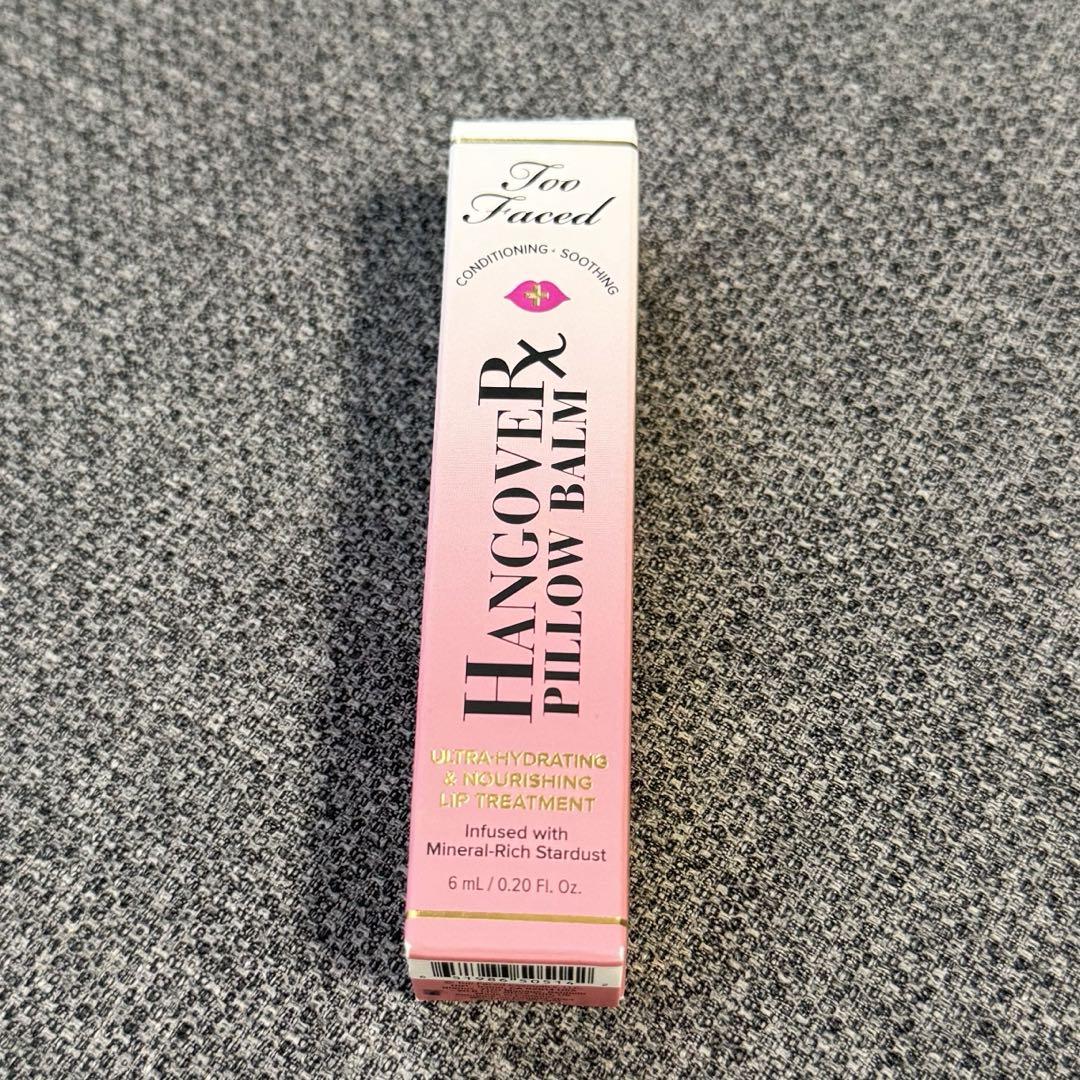 Too
Faced
CONDITIONING · SOOTHING
HANGOVERX
PILLOW BALM
ULTRA-HYDRATING
& NOURISHING
LIP TREATMENT
Infused with
Mineral-Rich Stardust
6 mL / 0.20 Fl. Oz.